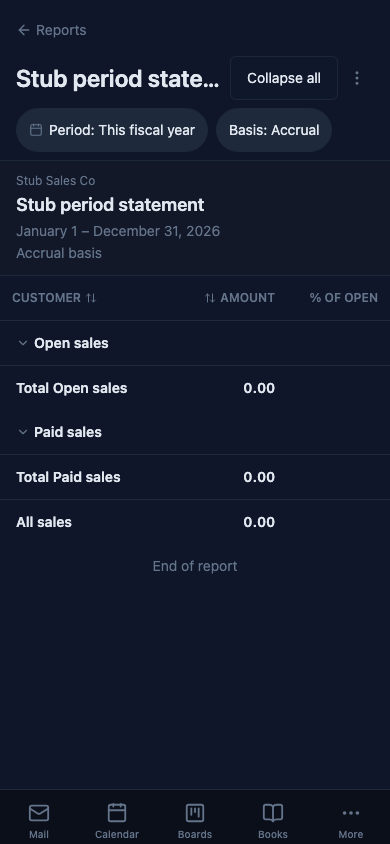 Reports
Stub period state...
Collapse all
Period: This fiscal year
Basis: Accrual
Stub Sales Co
Stub period statement
January 1 – December 31, 2026
Accrual basis
CUSTOMER AMOUNT % OF OPEN
Open sales
Total Open sales 0.00
Paid sales
Total Paid sales 0.00
All sales 0.00
End of report
Mail Calendar Boards Books More